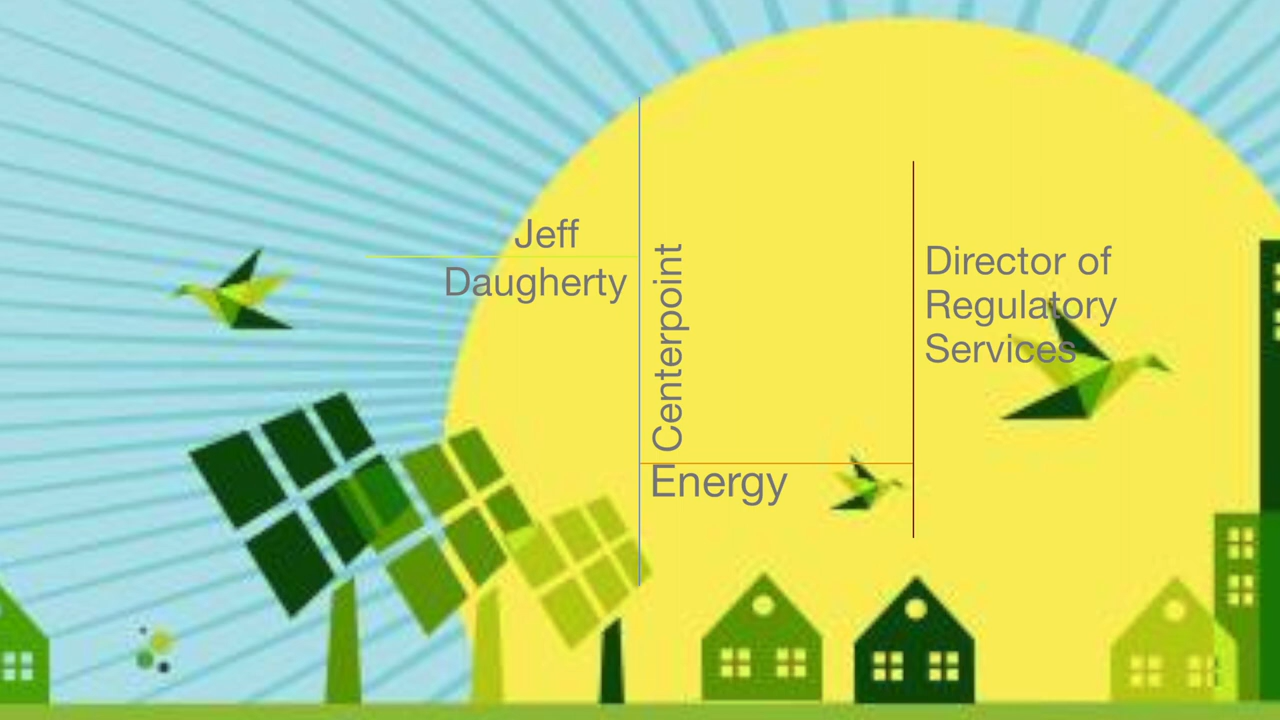 Jeff
Daugherty
Centerpoint
Energy
Director of
Regulatory
Services